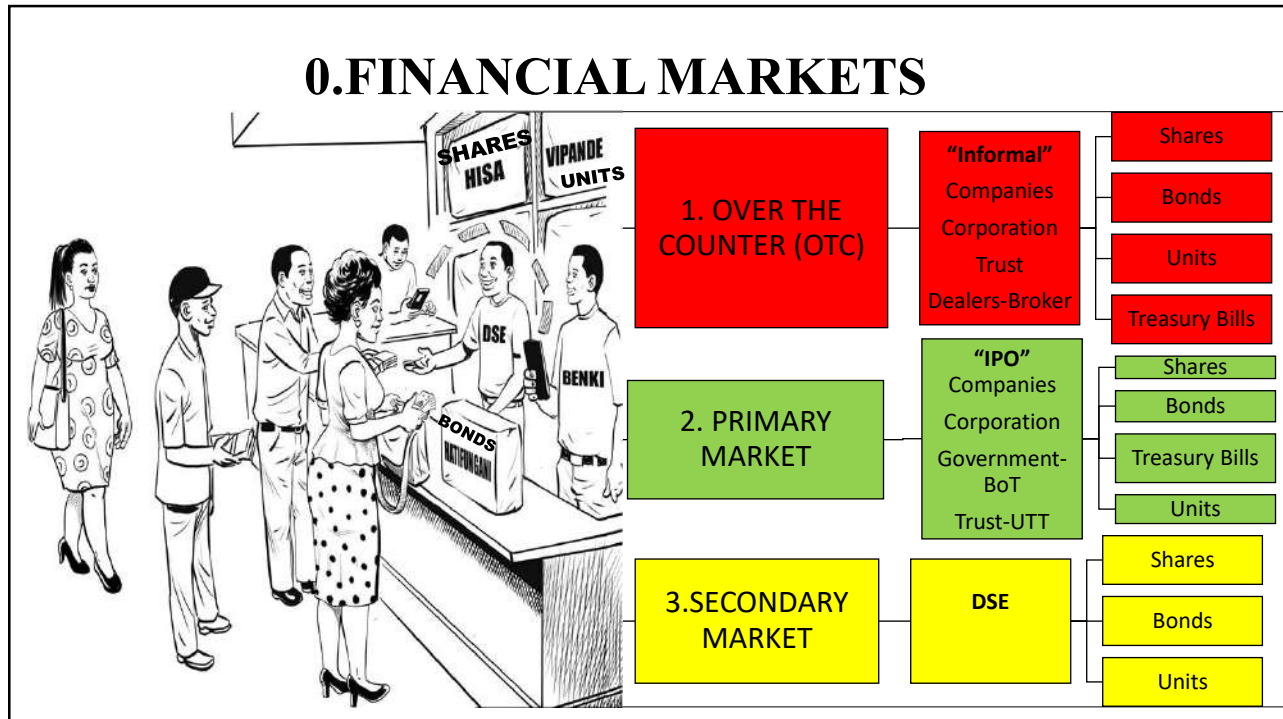 0.FINANCIAL MARKETS
SHARES
HISA
VIPANDE
UNITS
DSE
BENKI
BONDS
HATIFUNGANI
1. OVER THE
COUNTER (OTC)
“Informal”
Companies
Corporation
Trust
Dealers-Broker
Shares
Bonds
Units
Treasury Bills
2. PRIMARY
MARKET
“IPO”
Companies
Corporation
Government-
BoT
Trust-UTT
Shares
Bonds
Treasury Bills
Units
3.SECONDARY
MARKET
DSE
Shares
Bonds
Units